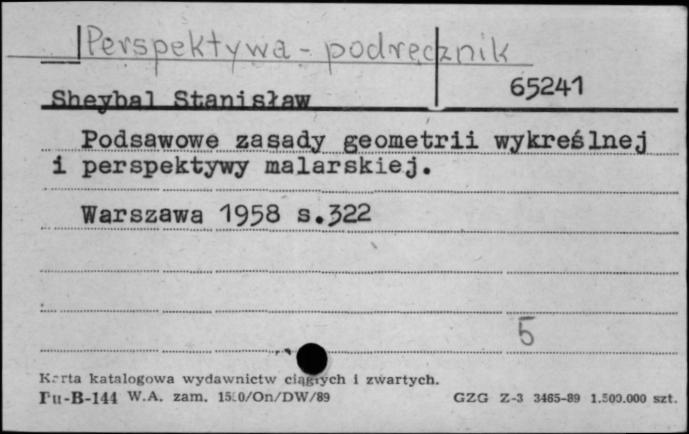 Perspektywa - podręcznik
65241
Sheybal Stanisław
Podsawowe zasady geometrii wykreślnej
i perspektywy malarskiej.
Warszawa 1958 s.322
5
Karta katalogowa wydawnictw ciągłych i zwartych.
Pu-B-144 W.A. zam. 1500/On/DW/89 GZG Z-3 3465-89 1.500.000 szt.